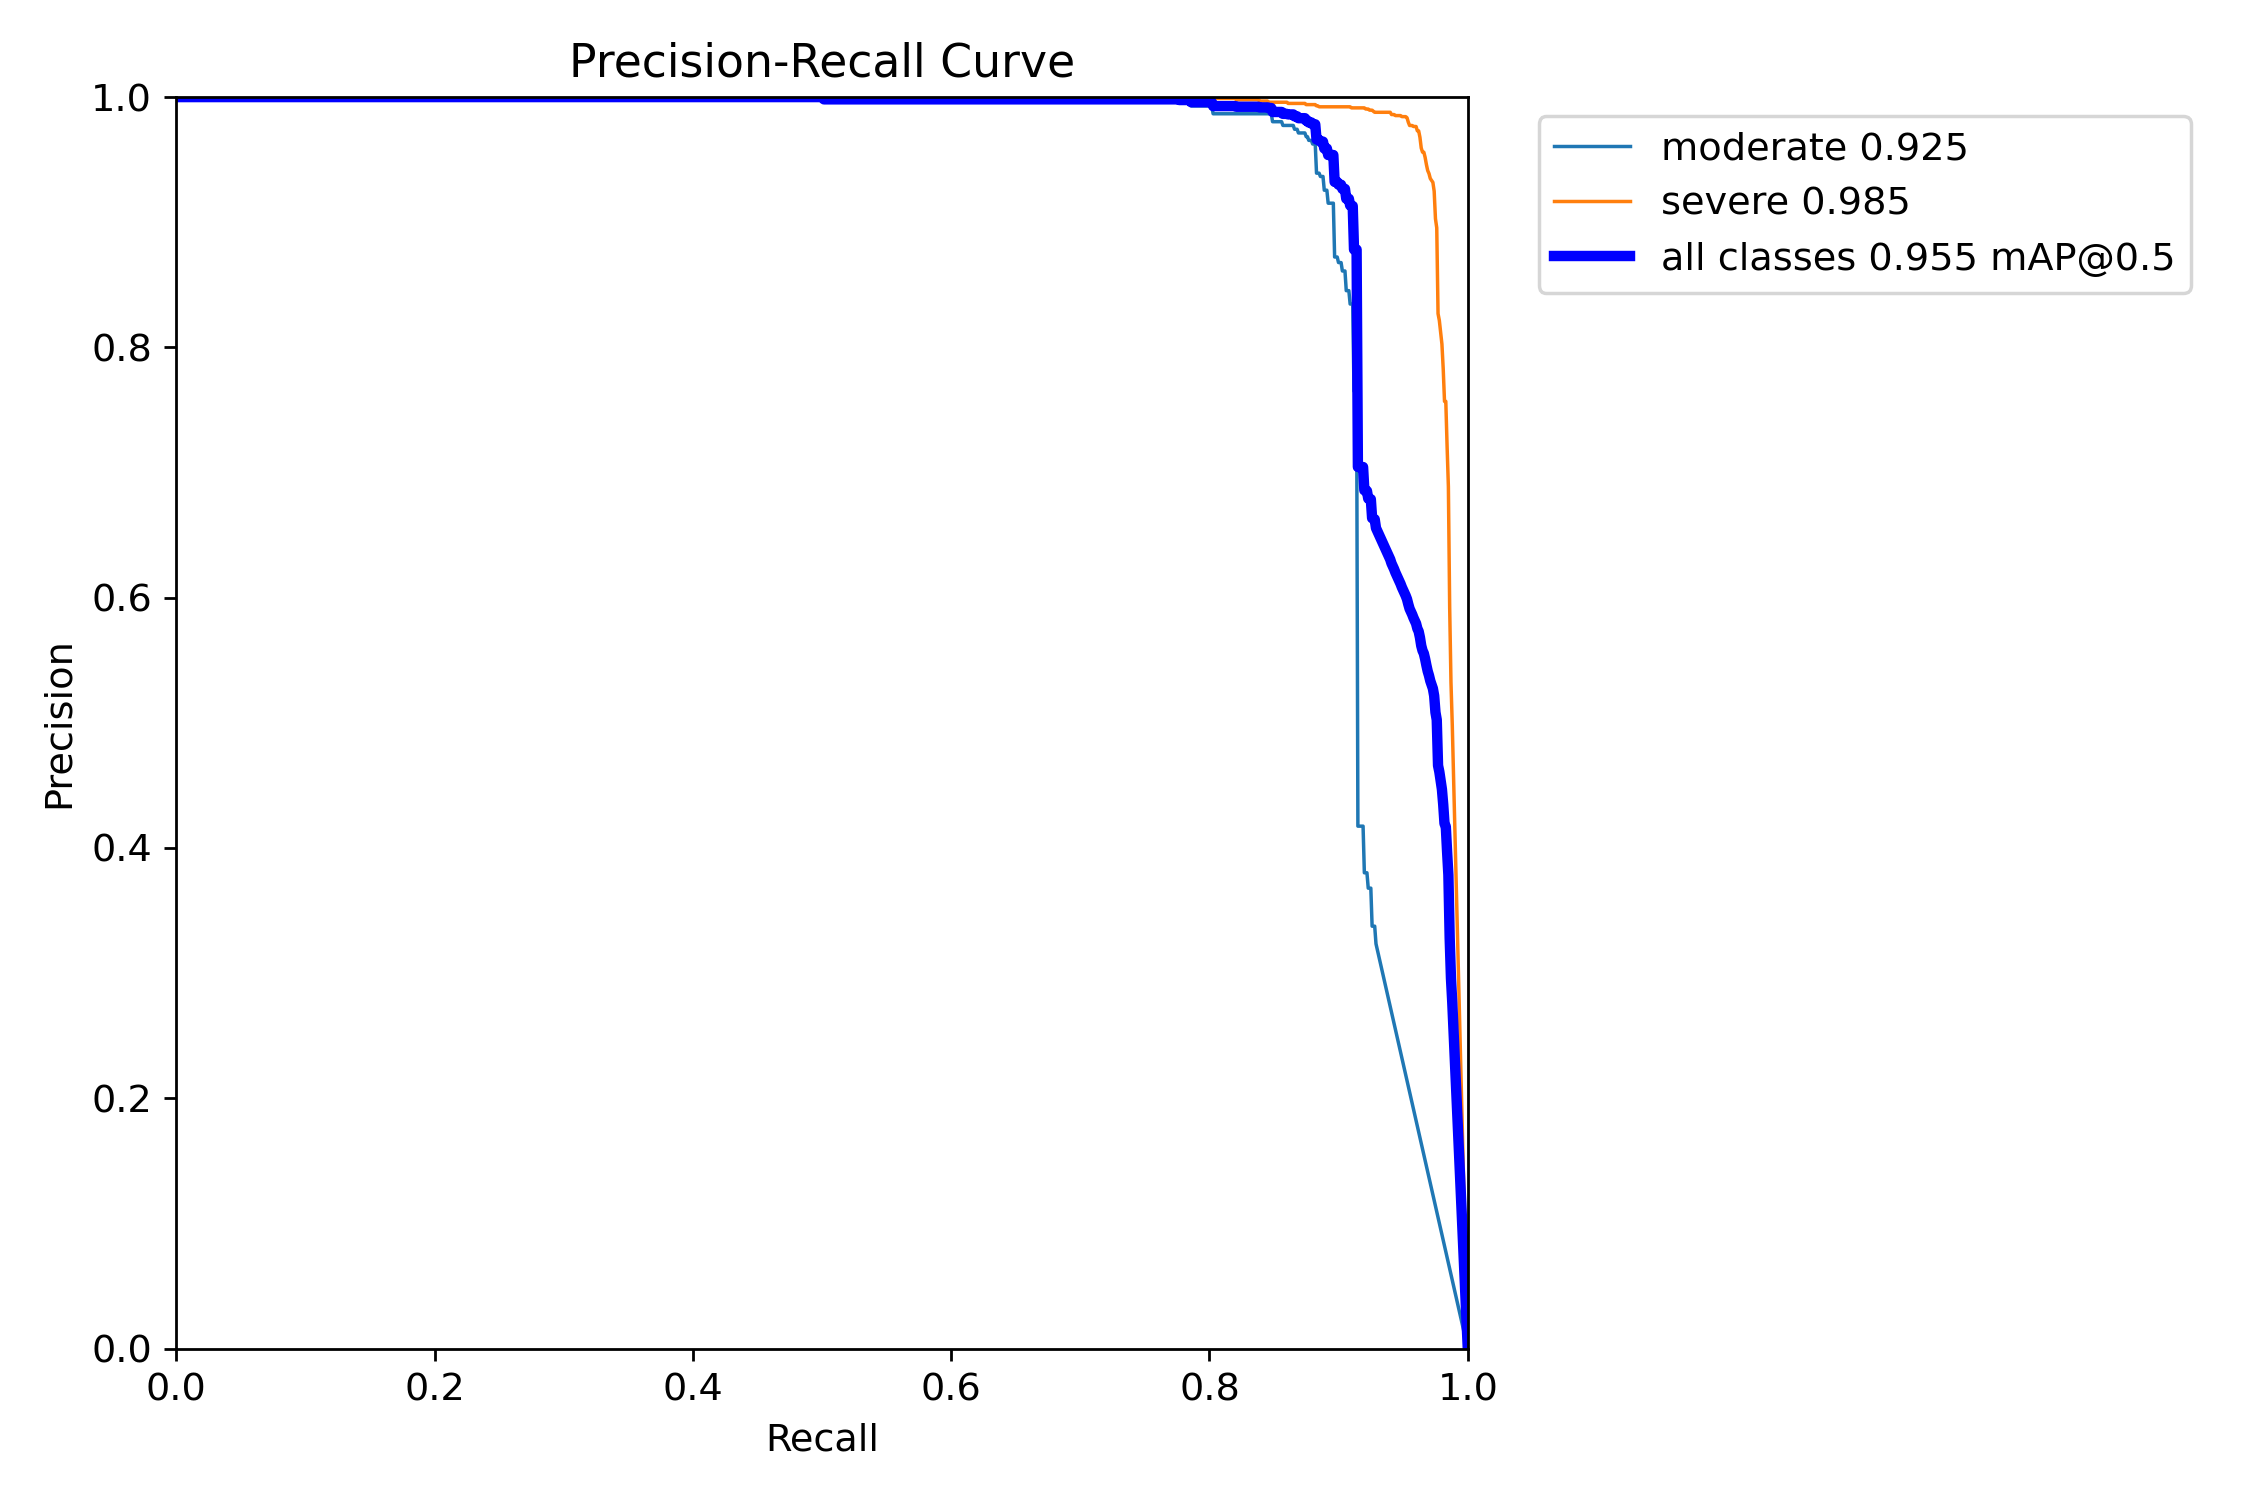 Precision-Recall Curve
1.0
0.8
0.6
0.4
0.2
0.0
Precision
0.0 0.2 0.4 0.6 0.8 1.0
Recall
moderate 0.925
severe 0.985
all classes 0.955 mAP@0.5